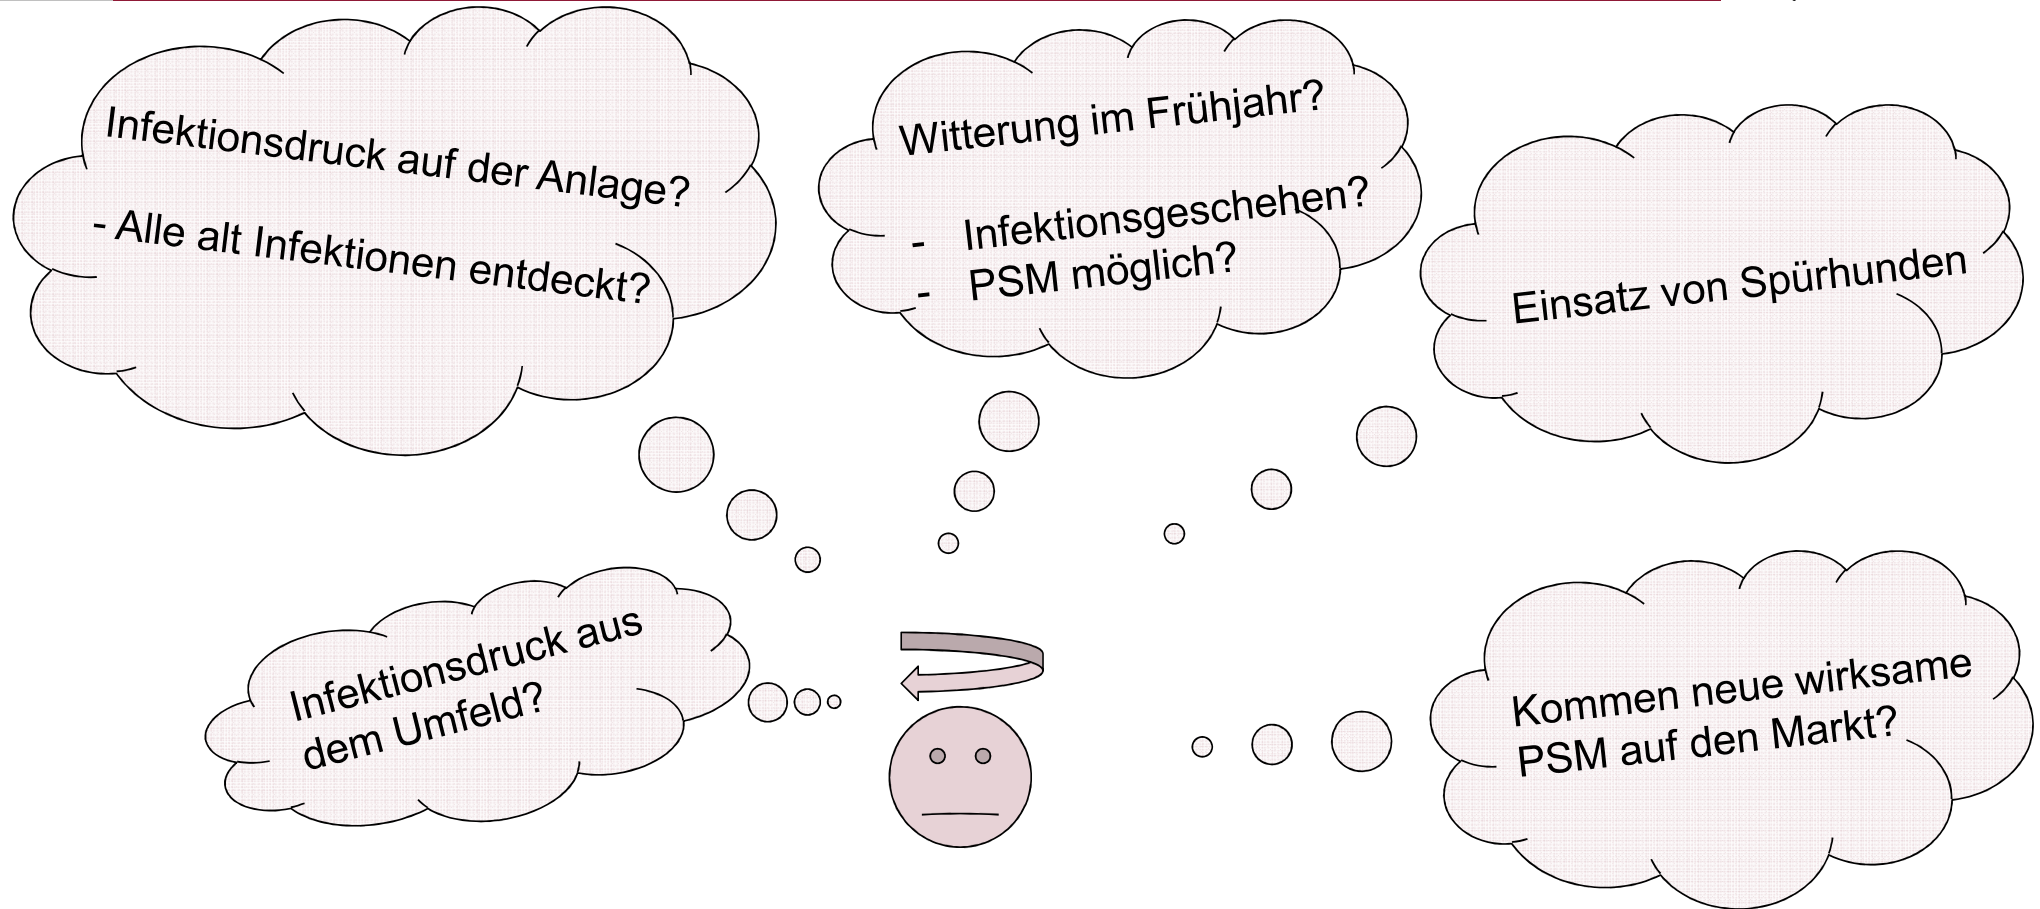 Infektionsdruck auf der Anlage?
- Alle alt Infektionen entdeckt?
Witterung im Frühjahr?
- Infektionsgeschehen?
- PSM möglich?
Einsatz von Spürhunden
Infektionsdruck aus
dem Umfeld?
Kommen neue wirksame
PSM auf den Markt?